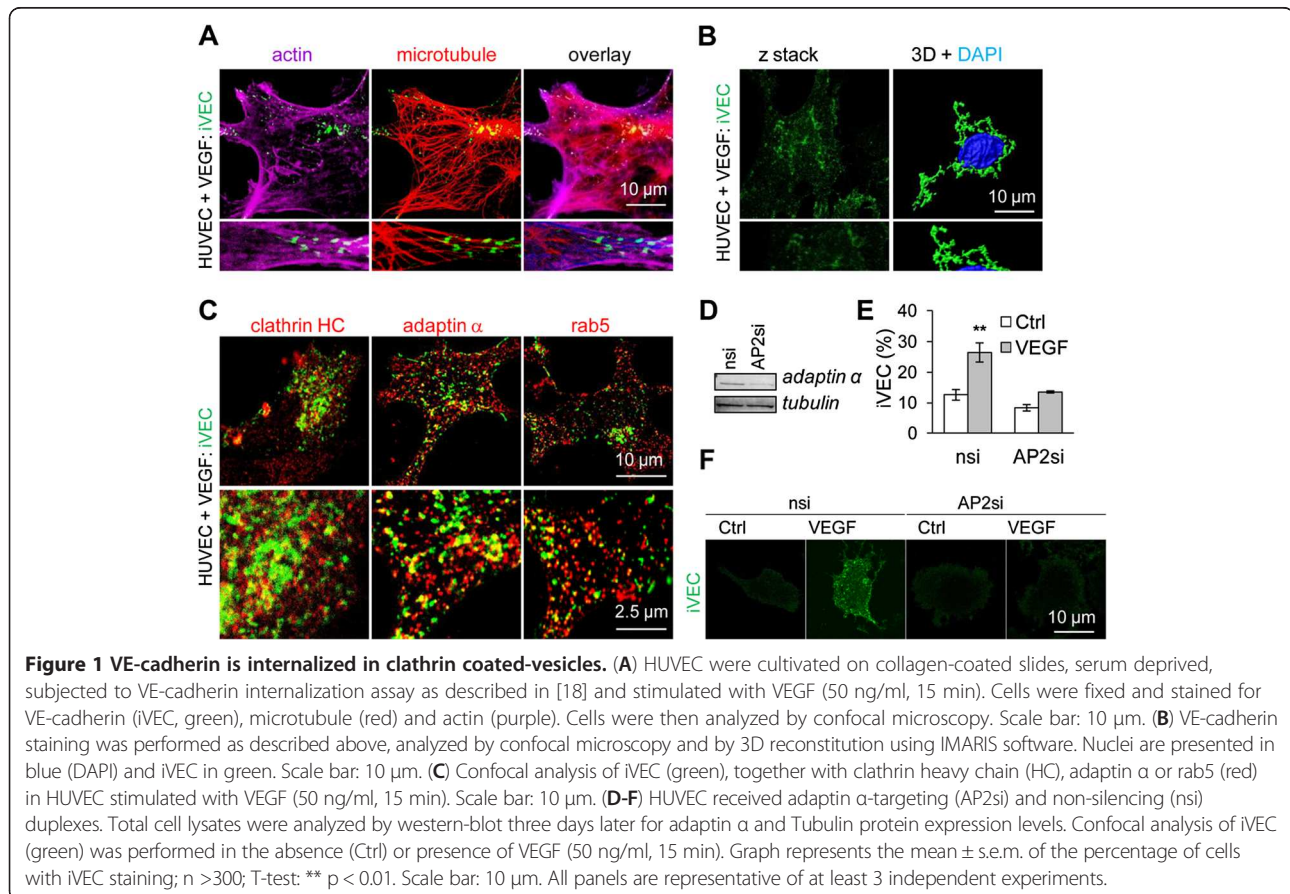 A
actin microtubule overlay
HUVEC + VEGF: iVEC
10 µm
B
z stack 3D + DAPI
HUVEC + VEGF: iVEC
10 µm
C
clathrin HC adaptin α rab5
HUVEC + VEGF: iVEC
10 µm
2.5 µm
D
nsi AP2si
adaptin α
tubulin
E
iVEC (%)
40
30
20
10
0
**
Ctrl
VEGF
nsi AP2si
F
nsi AP2si
Ctrl VEGF Ctrl VEGF
iVEC
10 µm
Figure 1 VE-cadherin is internalized in clathrin coated-vesicles. (A) HUVEC were cultivated on collagen-coated slides, serum deprived,
subjected to VE-cadherin internalization assay as described in [18] and stimulated with VEGF (50 ng/ml, 15 min). Cells were fixed and stained for
VE-cadherin (iVEC, green), microtubule (red) and actin (purple). Cells were then analyzed by confocal microscopy. Scale bar: 10 µm. (B) VE-cadherin
staining was performed as described above, analyzed by confocal microscopy and by 3D reconstitution using IMARIS software. Nuclei are presented in
blue (DAPI) and iVEC in green. Scale bar: 10 µm. (C) Confocal analysis of iVEC (green), together with clathrin heavy chain (HC), adaptin α or rab5 (red)
in HUVEC stimulated with VEGF (50 ng/ml, 15 min). Scale bar: 10 µm. (D-F) HUVEC received adaptin α-targeting (AP2si) and non-silencing (nsi)
duplexes. Total cell lysates were analyzed by western-blot three days later for adaptin α and Tubulin protein expression levels. Confocal analysis of iVEC
(green) was performed in the absence (Ctrl) or presence of VEGF (50 ng/ml, 15 min). Graph represents the mean ± s.e.m. of the percentage of cells
with iVEC staining; n >300; T-test: ** p < 0.01. Scale bar: 10 µm. All panels are representative of at least 3 independent experiments.